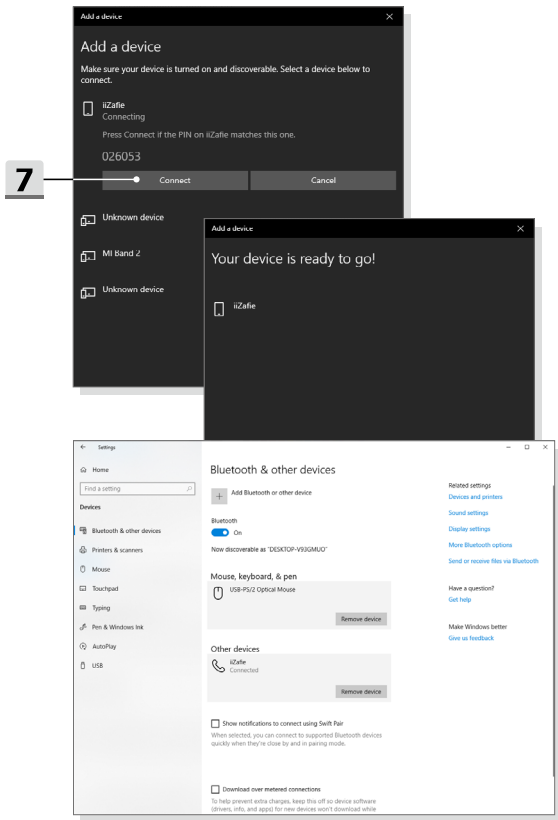 Add a device
Add a device
Make sure your device is turned on and discoverable. Select a device below to
connect.
iiZafie
Connecting
Press Connect if the PIN on iiZafie matches this one.
026053
7
Connect
Cancel
Unknown device
MI Band 2
Unknown device
Add a device
Your device is ready to go!
iiZafie
Settings
Home
Find a setting
Devices
Bluetooth & other devices
Printers & scanners
Mouse
Touchpad
Typing
Pen & Windows Ink
AutoPlay
USB
Bluetooth & other devices
Add Bluetooth or other device
Bluetooth
On
Now discoverable as "DESKTOP-V93GMUO"
Mouse, keyboard, & pen
USB-PS/2 Optical Mouse
Remove device
Other devices
iiZafie
Connected
Remove device
Show notifications to connect using Swift Pair
When selected, you can connect to supported Bluetooth devices
quickly when they're close by and in pairing mode.
Download over metered connections
To help prevent extra charges, keep this off so device software
(drivers, info, and apps) for new devices won't download while
Related settings
Devices and printers
Sound settings
Display settings
More Bluetooth options
Send or receive files via Bluetooth
Have a question?
Get help
Make Windows better
Give us feedback